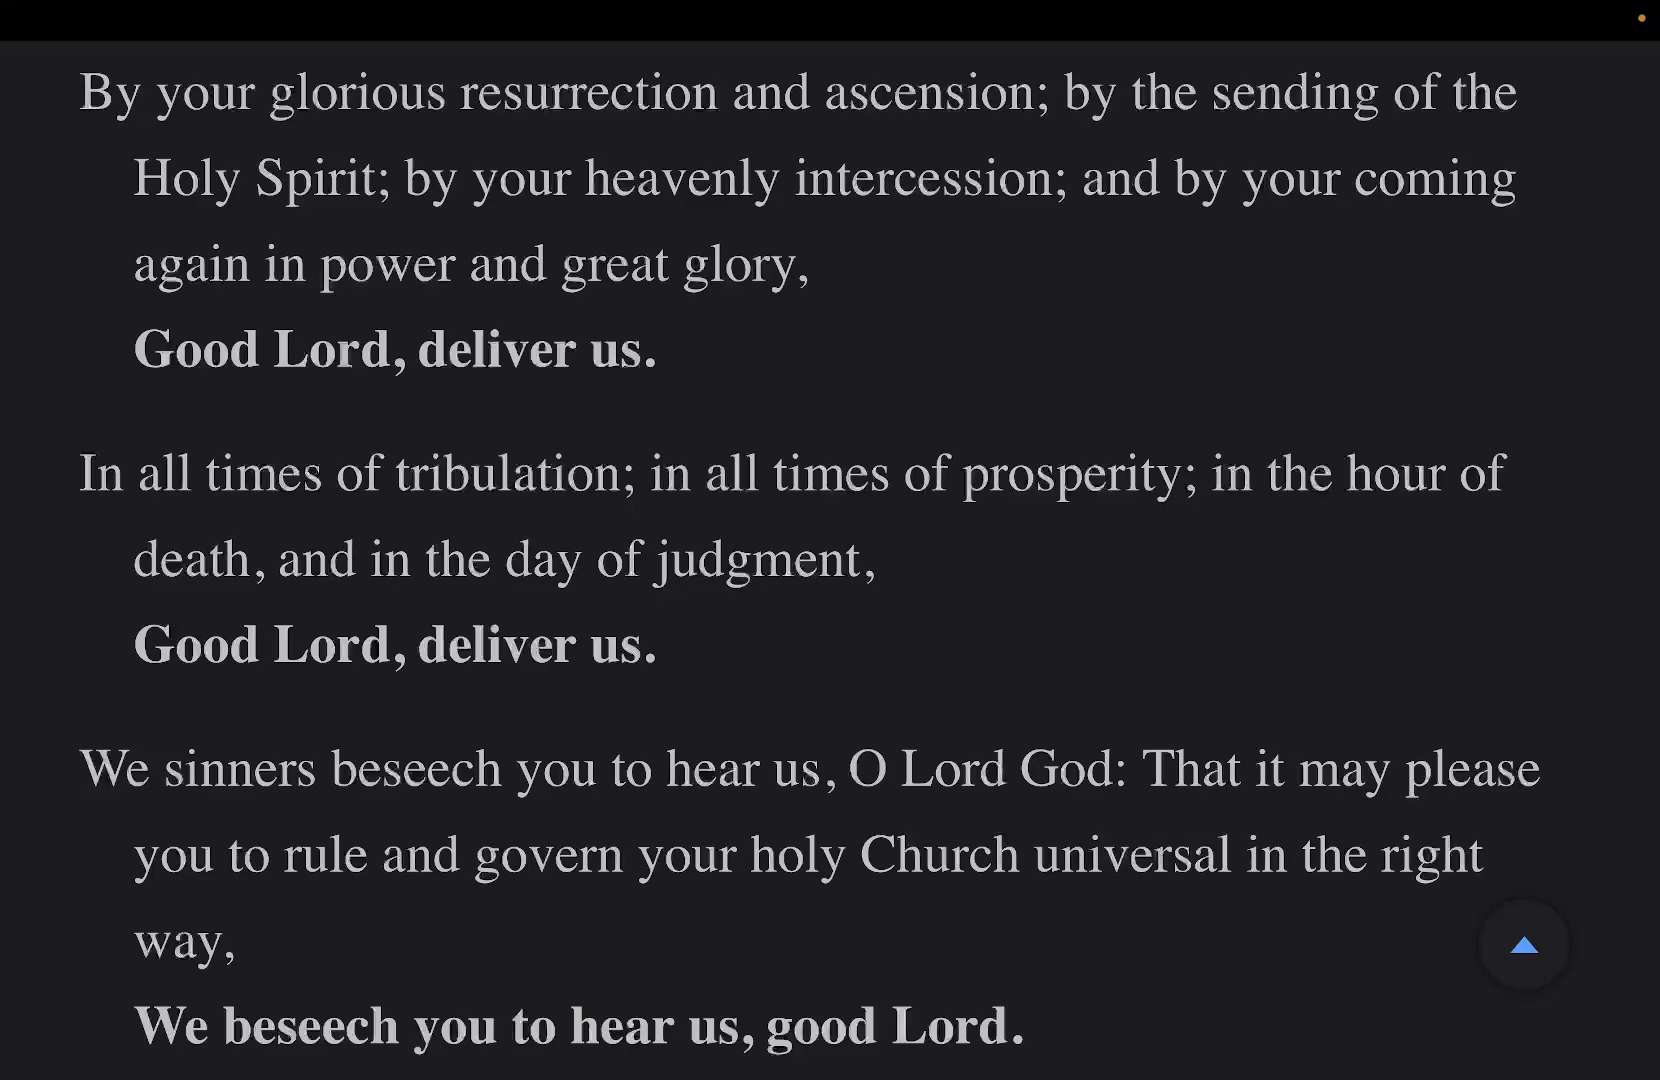 By your glorious resurrection and ascension; by the sending of the
Holy Spirit; by your heavenly intercession; and by your coming
again in power and great glory,
Good Lord, deliver us.
In all times of tribulation; in all times of prosperity; in the hour of
death, and in the day of judgment,
Good Lord, deliver us.
We sinners beseech you to hear us, O Lord God: That it may please
you to rule and govern your holy Church universal in the right
way,
We beseech you to hear us, good Lord.